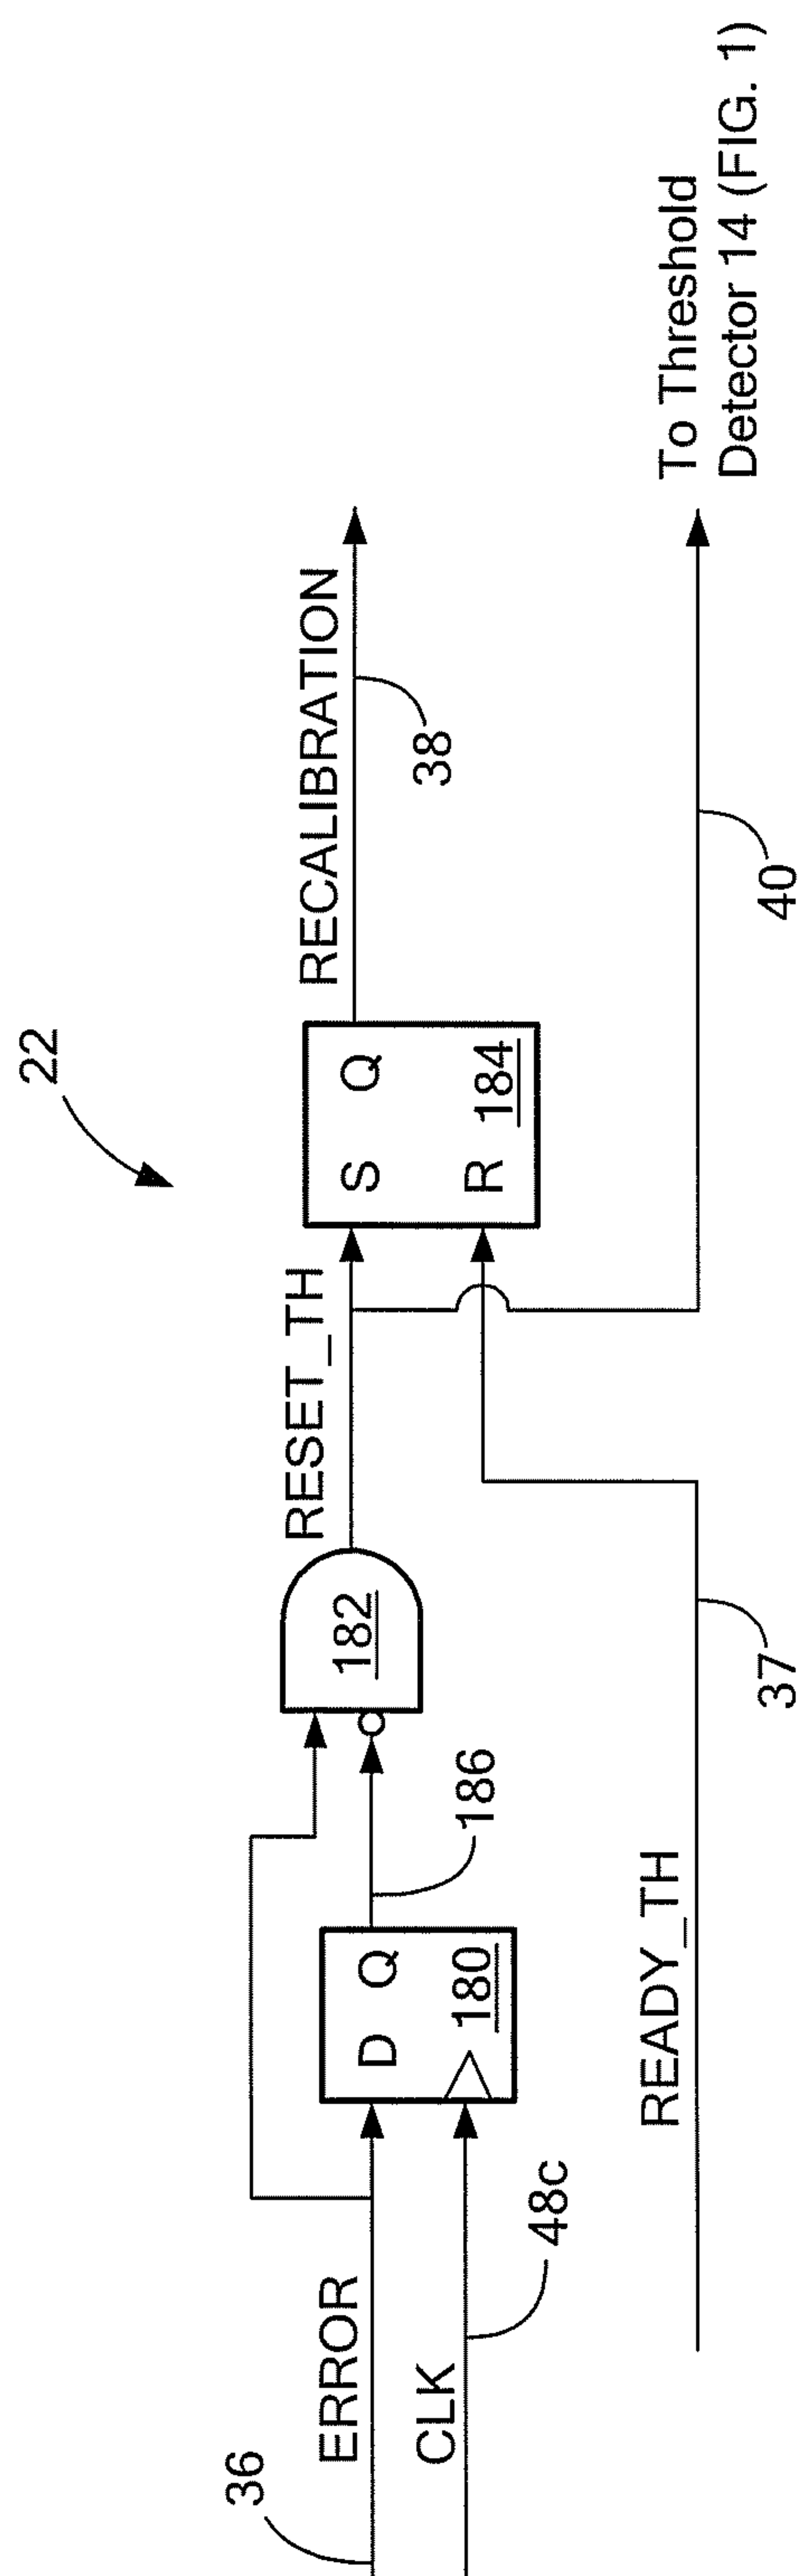 22
36
ERROR
CLK
48c
D Q
180
186
182
RESET_TH
S Q
R
184
RECALIBRATION
38
READY_TH
37
40
To Threshold
Detector 14 (FIG. 1)